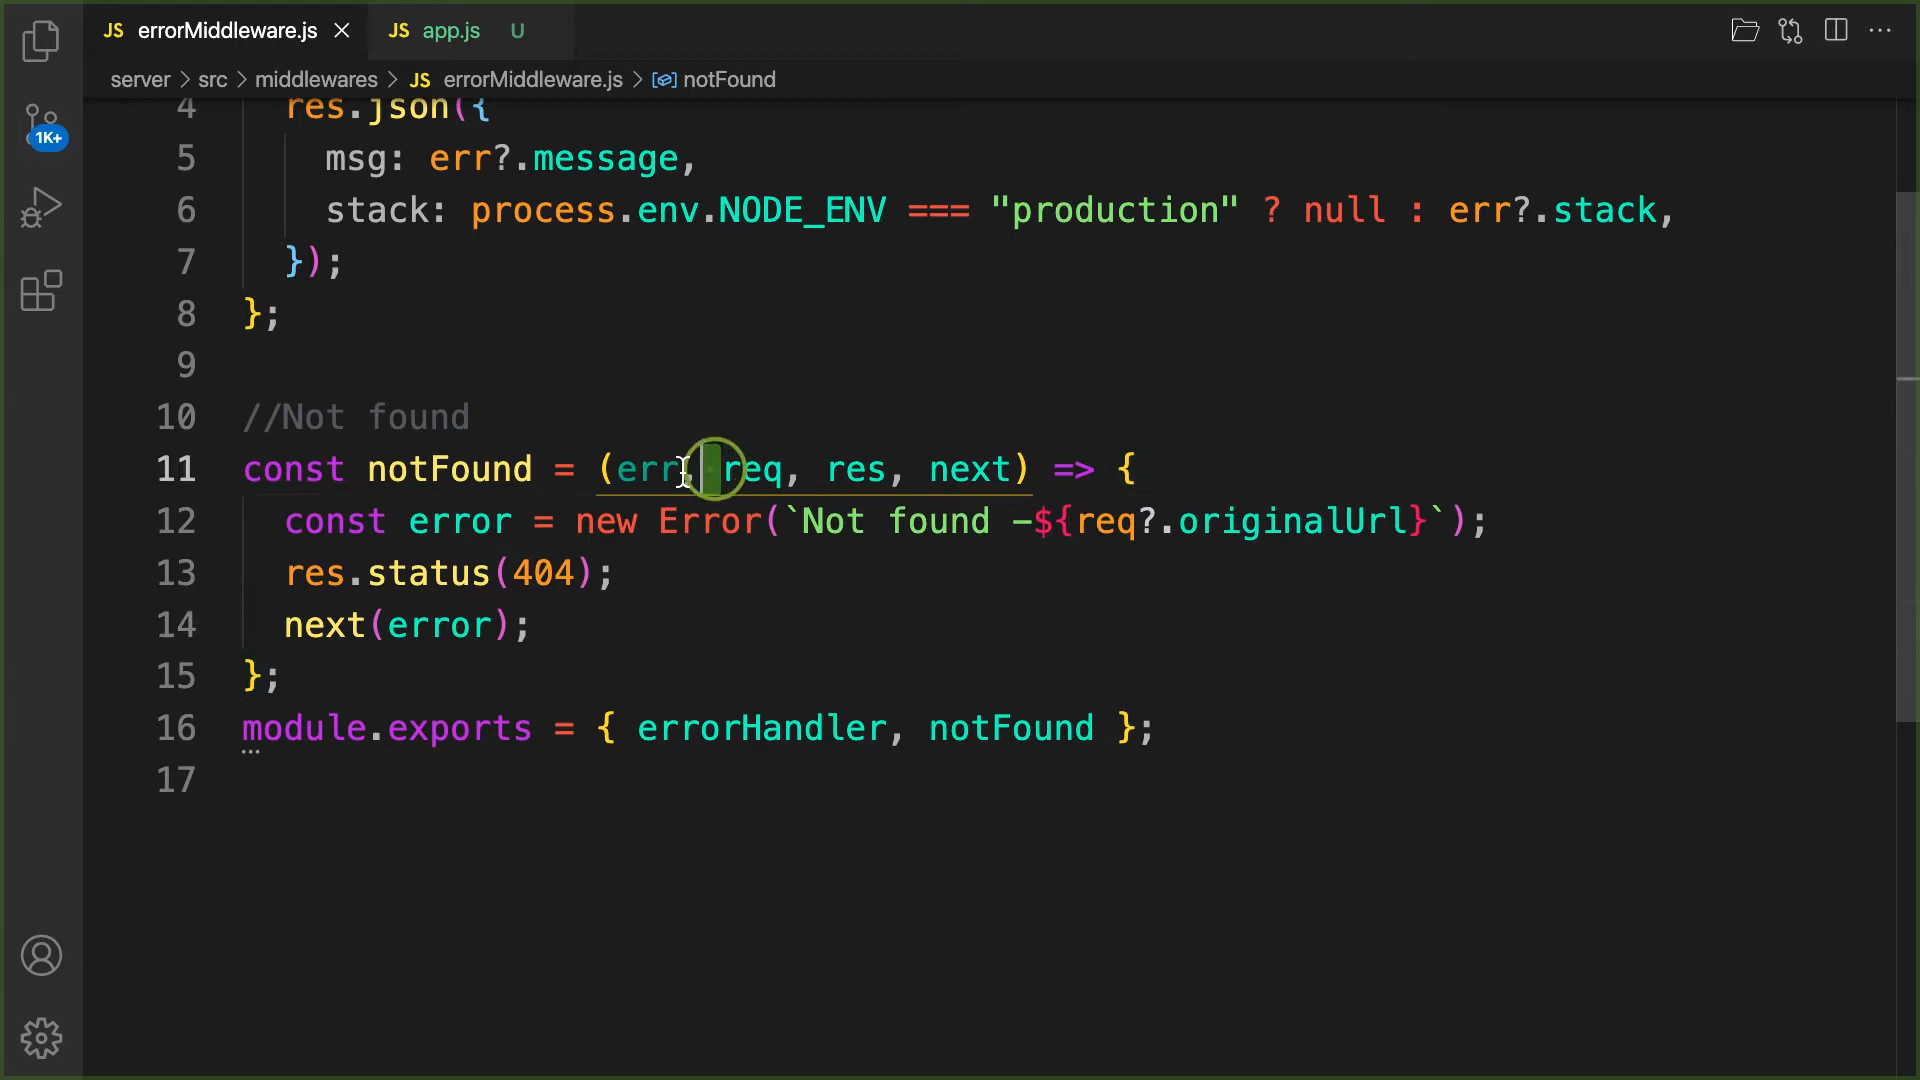 JS errorMiddleware.js
JS app.js U
server > src > middlewares > JS errorMiddleware.js > notFound
1K+
4 res.json({
5 msg: err?.message,
6 stack: process.env.NODE_ENV === "production" ? null : err?.stack,
7 });
8 };
9
10 //Not found
11 const notFound = (err, req, res, next) => {
12 const error = new Error(`Not found -${req?.originalUrl}`);
13 res.status(404);
14 next(error);
15 };
16 module.exports = { errorHandler, notFound };
17